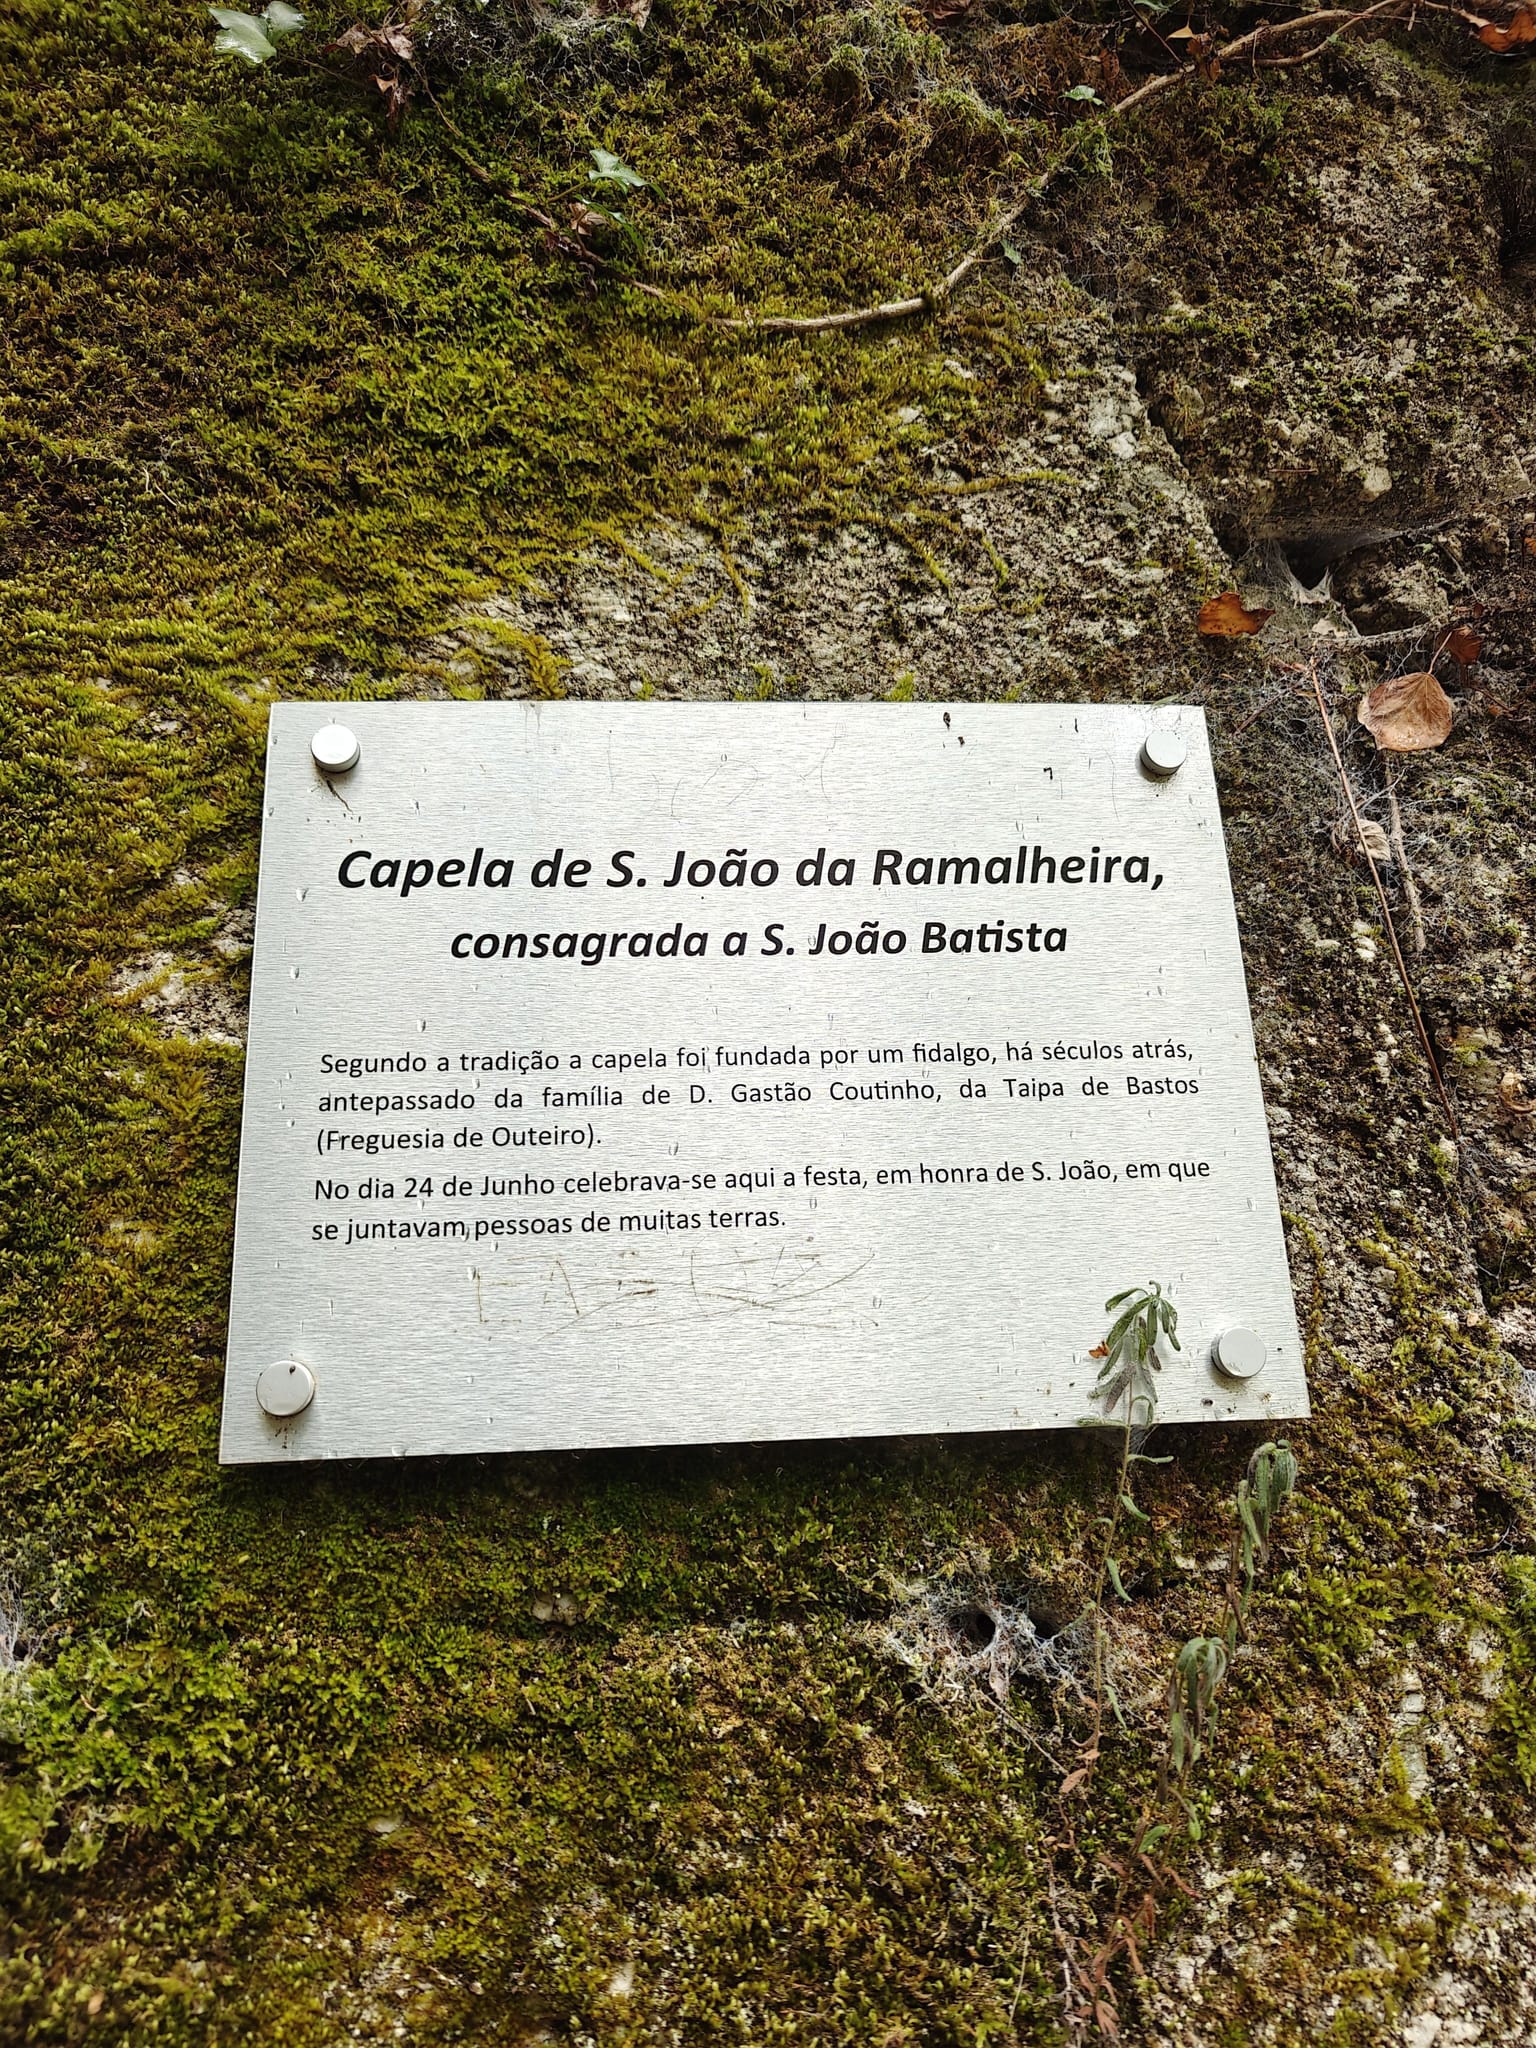 Capela de S. João da Ramalheira,
consagrada a S. João Batista
Segundo a tradição a capela foi fundada por um fidalgo, há séculos atrás,
antepassado da família de D. Gastão Coutinho, da Taipa de Bastos
(Freguesia de Outeiro).
No dia 24 de Junho celebrava-se aqui a festa, em honra de S. João, em que
se juntavam pessoas de muitas terras.